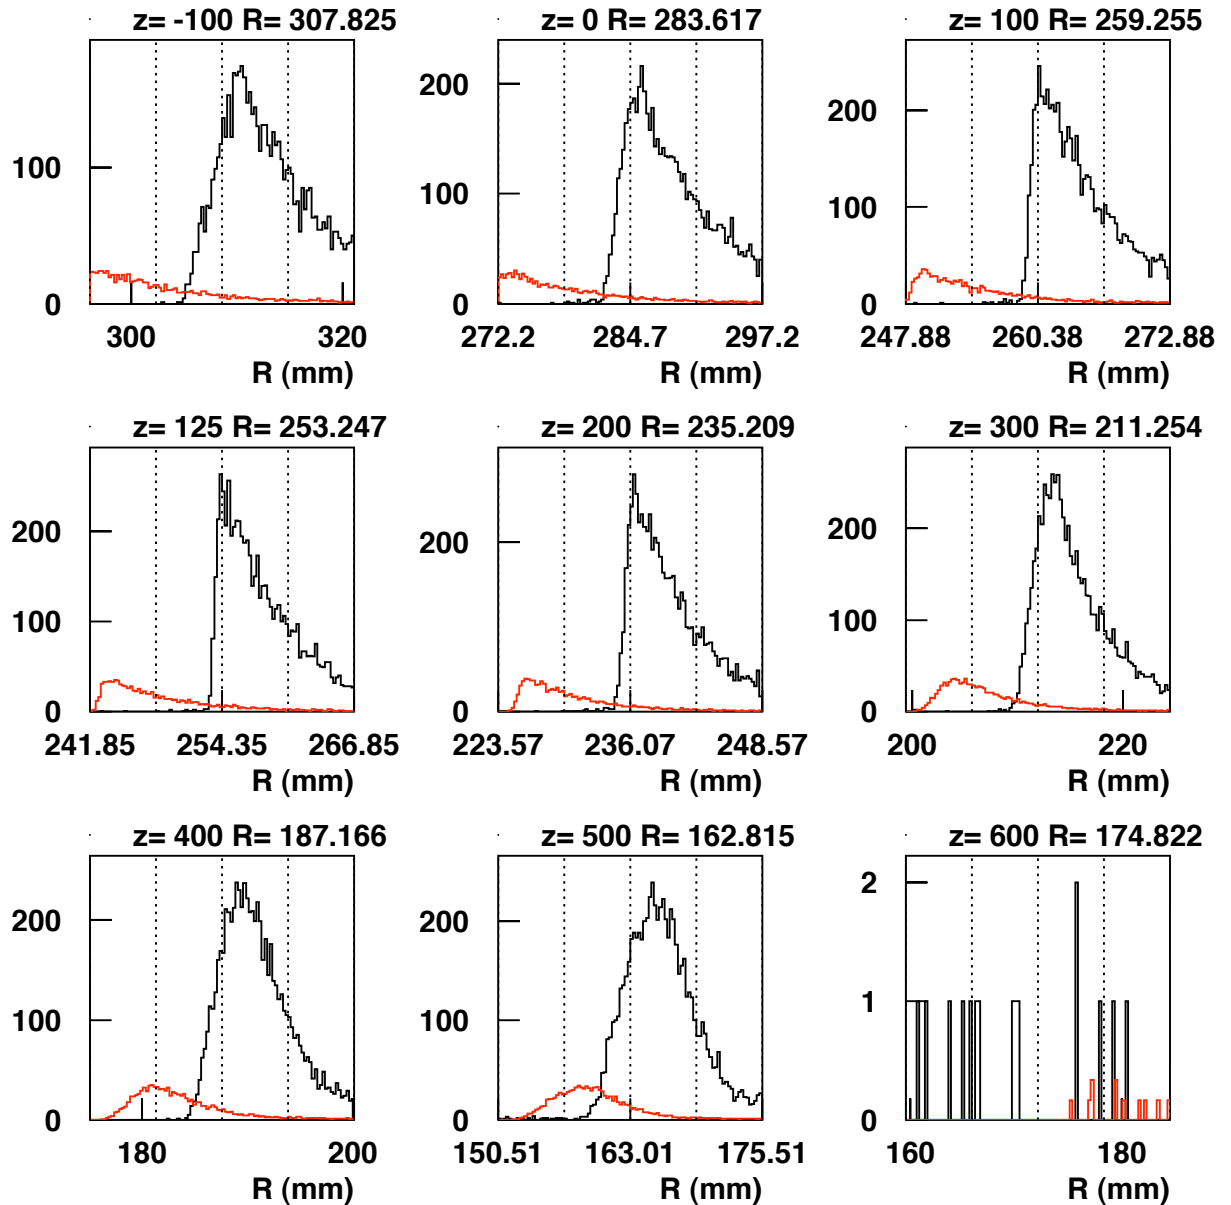 z= -100 R= 307.825
100
0
300 320
R (mm)
z= 0 R= 283.617
200
100
0
272.2 284.7 297.2
R (mm)
z= 100 R= 259.255
200
100
0
247.88 260.38 272.88
R (mm)
z= 125 R= 253.247
200
100
0
241.85 254.35 266.85
R (mm)
z= 200 R= 235.209
200
0
223.57 236.07 248.57
R (mm)
z= 300 R= 211.254
200
100
0
200 220
R (mm)
z= 400 R= 187.166
200
100
0
180 200
R (mm)
z= 500 R= 162.815
200
100
0
150.51 163.01 175.51
R (mm)
z= 600 R= 174.822
2
1
0
160 180
R (mm)